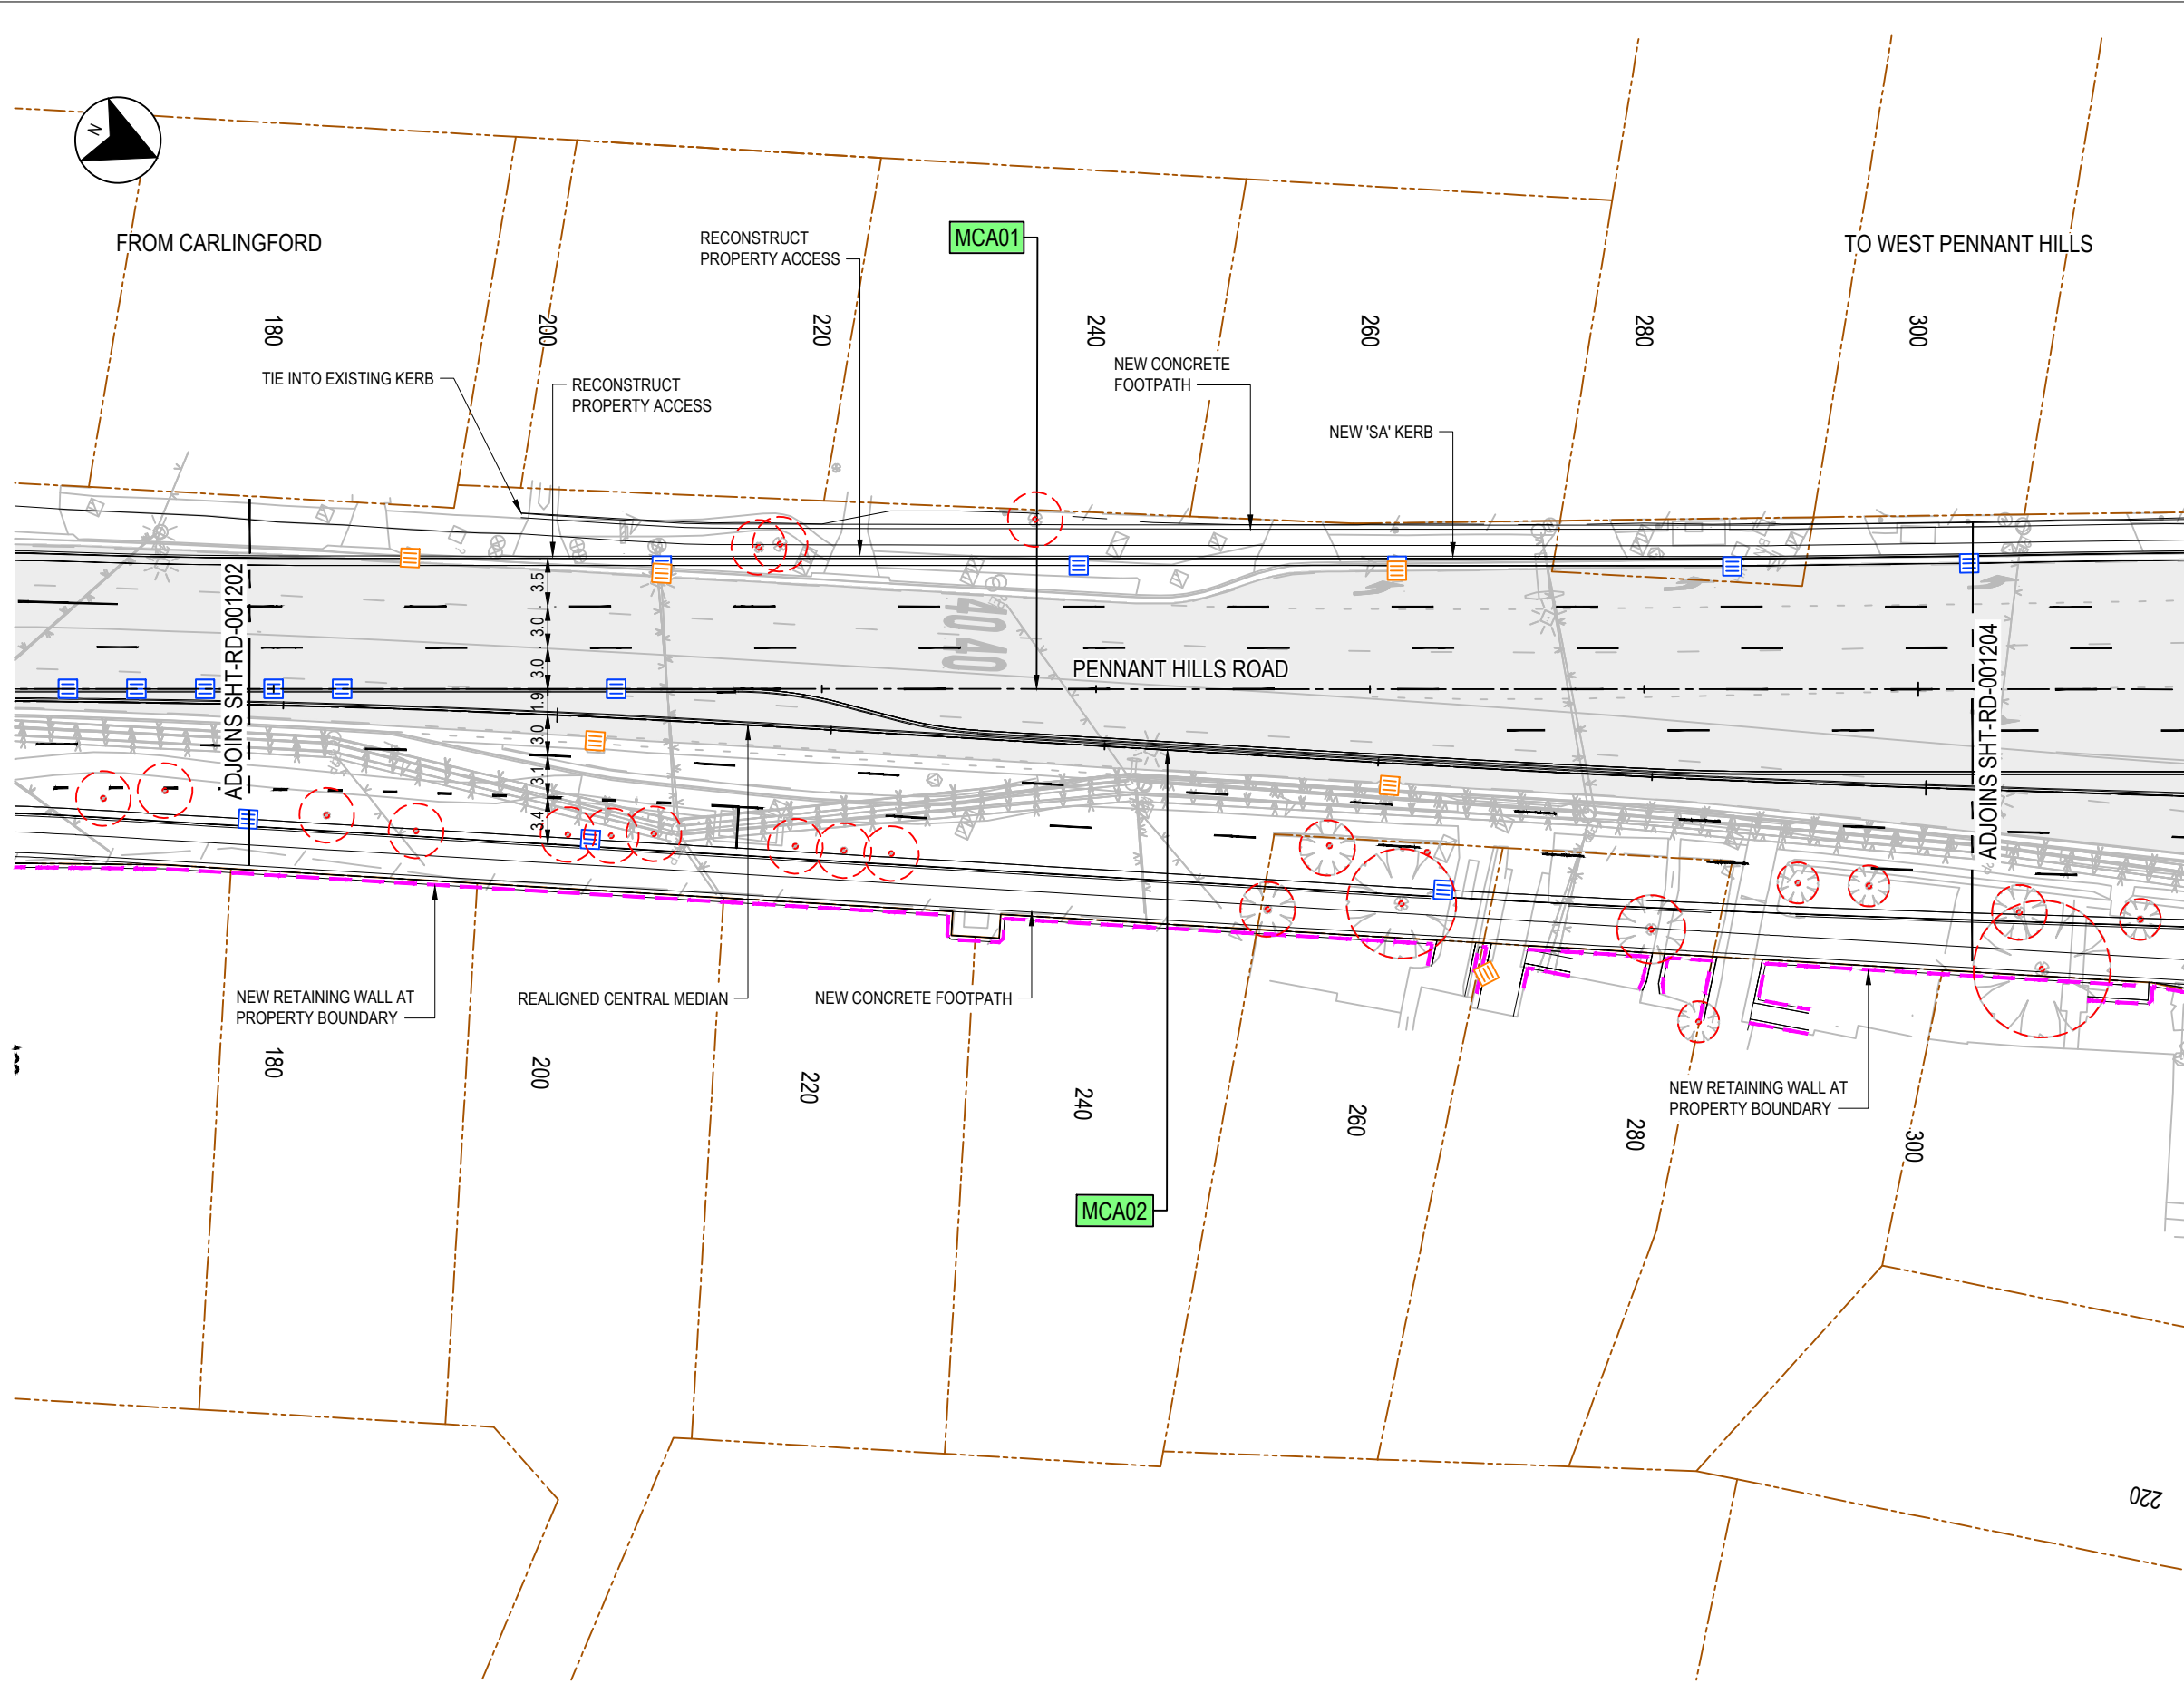 N
FROM CARLINGFORD
RECONSTRUCT
PROPERTY ACCESS
MCA01
TO WEST PENNANT HILLS
180
200
220
240
260
280
300
TIE INTO EXISTING KERB
RECONSTRUCT
PROPERTY ACCESS
NEW CONCRETE
FOOTPATH
NEW 'SA' KERB
ADJOINS SHT-RD-001202
3.5
3.0
3.0
1.9
3.0
3.1
3.4
40 40
PENNANT HILLS ROAD
ADJOINS SHT-RD-001204
NEW RETAINING WALL AT
PROPERTY BOUNDARY
REALIGNED CENTRAL MEDIAN
NEW CONCRETE FOOTPATH
180
200
220
240
260
280
300
NEW RETAINING WALL AT
PROPERTY BOUNDARY
MCA02
220